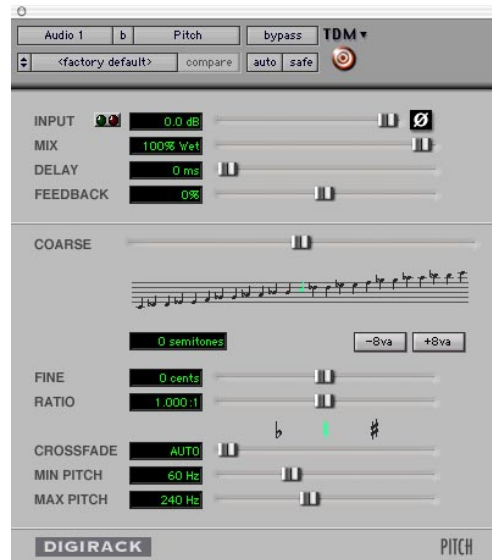 Audio 1 b Pitch bypass TDM
<factory default> compare auto safe
INPUT 0.0 dB Ø
MIX 100% Wet
DELAY 0 ms
FEEDBACK 0%
COARSE
0 semitones -8va +8va
FINE 0 cents
RATIO 1.000:1
♭ ♮ ♯
CROSSFADE AUTO
MIN PITCH 60 Hz
MAX PITCH 240 Hz
DIGIRACK PITCH